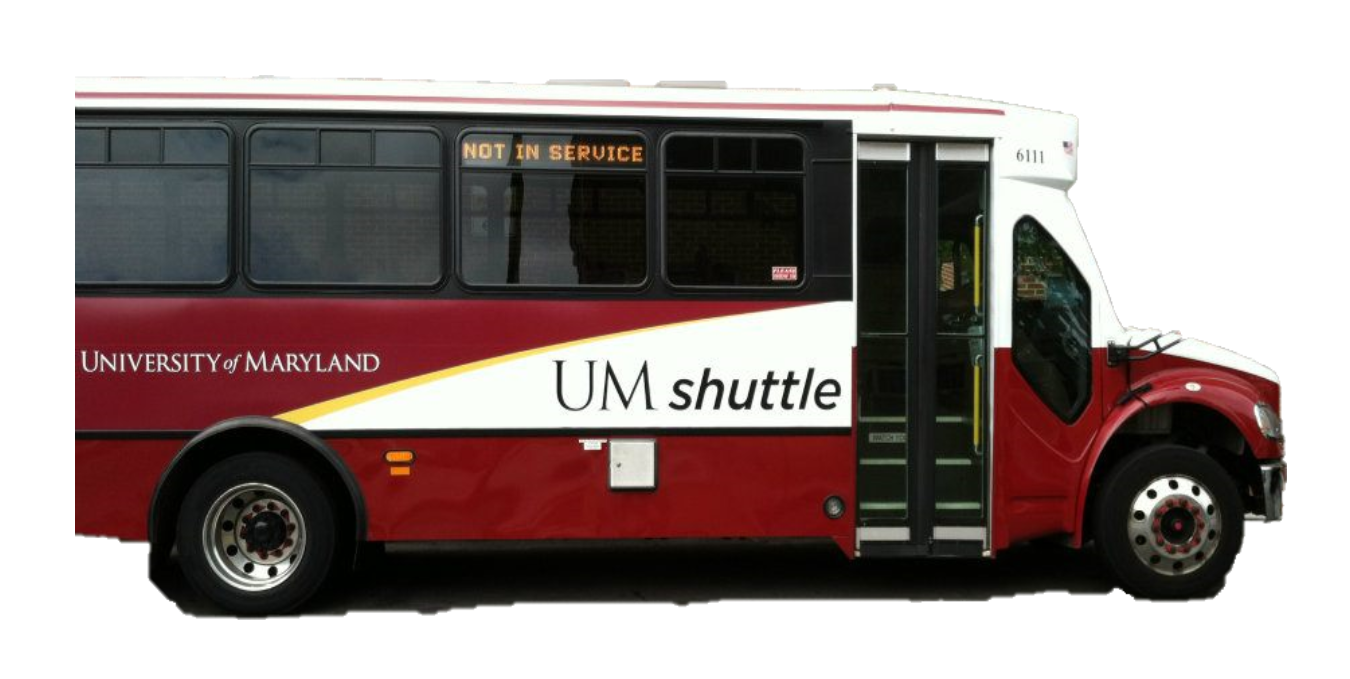 NOT IN SERVICE
6111
UNIVERSITY of MARYLAND
UM shuttle